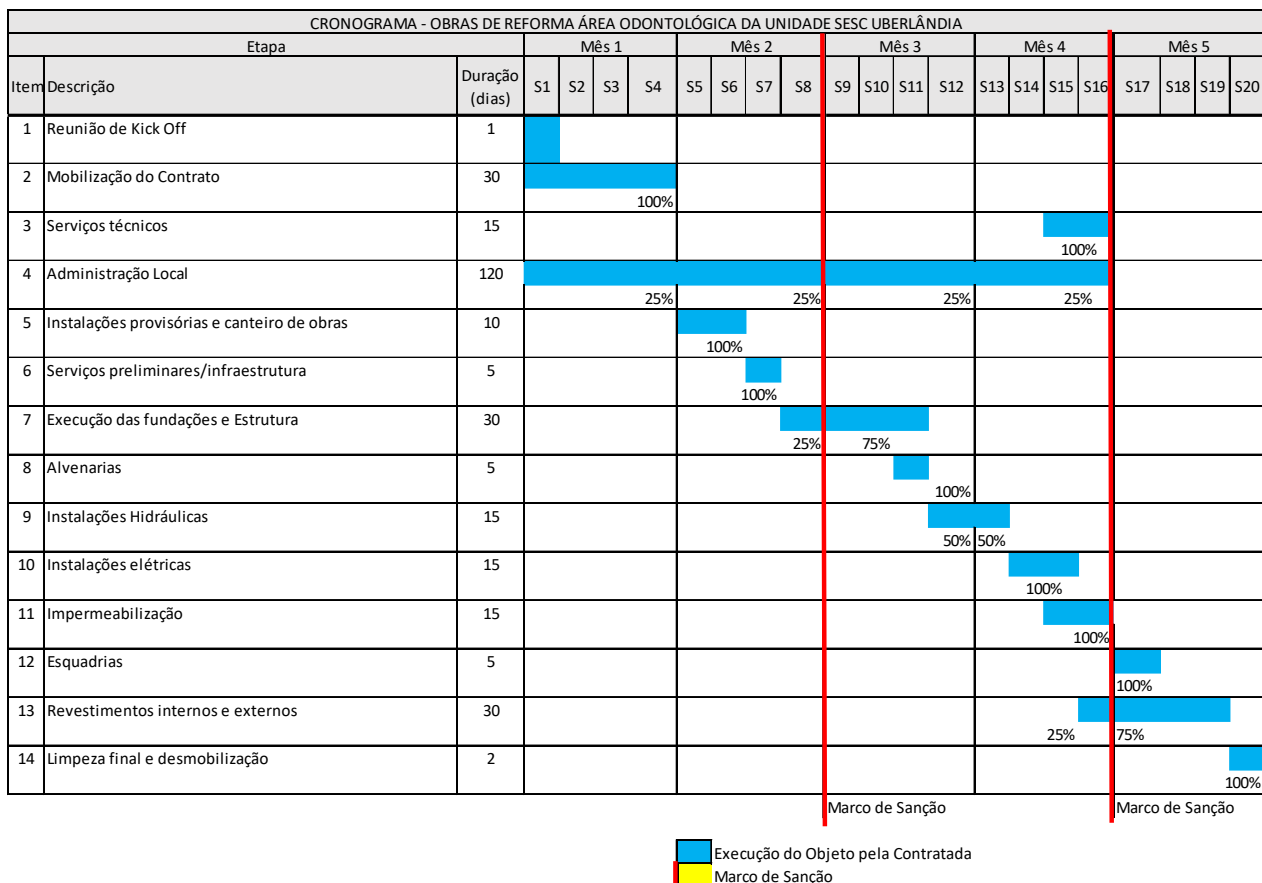 CRONOGRAMA - OBRAS DE REFORMA ÁREA ODONTOLÓGICA DA UNIDADE SESC UBERLÂNDIA
Etapa Mês 1 Mês 2 Mês 3 Mês 4 Mês 5
Item Descrição Duração (dias) S1 S2 S3 S4 S5 S6 S7 S8 S9 S10 S11 S12 S13 S14 S15 S16 S17 S18 S19 S20
1 Reunião de Kick Off 1
2 Mobilização do Contrato 30
100%
3 Serviços técnicos 15
100%
4 Administração Local 120
25% 25% 25% 25%
5 Instalações provisórias e canteiro de obras 10
100%
6 Serviços preliminares/infraestrutura 5
100%
7 Execução das fundações e Estrutura 30
25% 75%
8 Alvenarias 5
100%
9 Instalações Hidráulicas 15
50% 50%
10 Instalações elétricas 15
100%
11 Impermeabilização 15
100%
12 Esquadrias 5
100%
13 Revestimentos internos e externos 30
25% 75%
14 Limpeza final e desmobilização 2
100%
Marco de Sanção Marco de Sanção
Execução do Objeto pela Contratada
Marco de Sanção